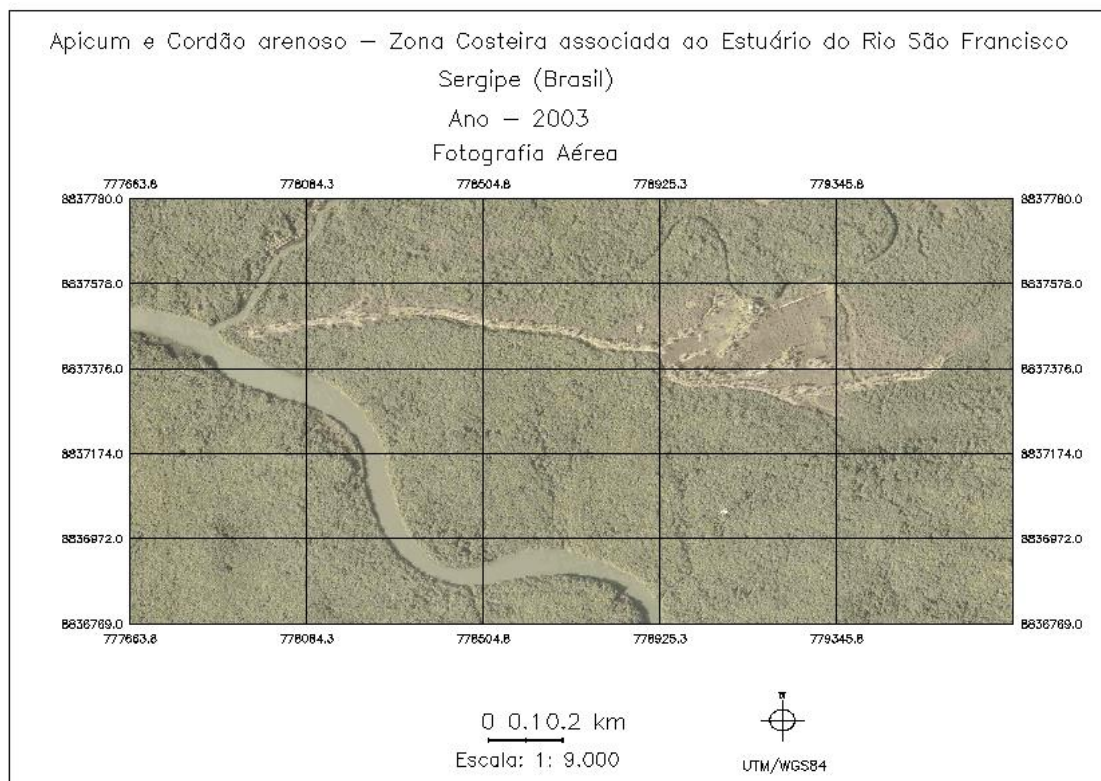 Apicum e Cordão arenoso – Zona Costeira associada ao Estuário do Rio São Francisco
Sergipe (Brasil)
Ano – 2003
Fotografia Aérea
777663.8 778084.3 778504.8 778925.3 779345.8
8837780.0 8837780.0
8837578.0 8837578.0
8837376.0 8837376.0
8837174.0 8837174.0
8836972.0 8836972.0
8836769.0 8836769.0
777663.8 778084.3 778504.8 778925.3 779345.8
0 0.1 0.2 km
N
Escala: 1: 9.000
UTM/WGS84